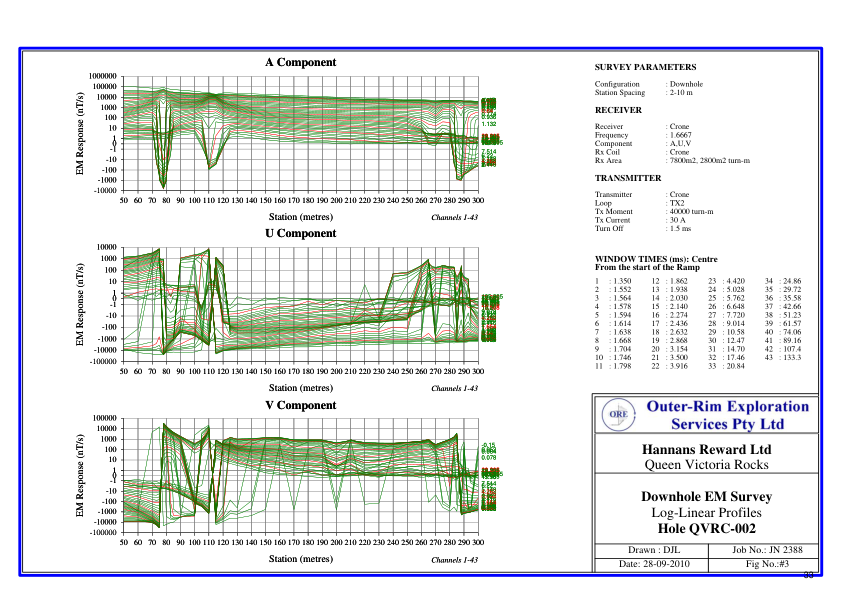 A Component
EM Response (nT/s)
1000000
100000
10000
1000
100
10
1
0
-1
-10
-100
-1000
-10000
50 60 70 80 90 100 110 120 130 140 150 160 170 180 190 200 210 220 230 240 250 260 270 280 290 300
Station (metres)
Channels 1-43
1.132
7.514
U Component
EM Response (nT/s)
10000
1000
100
10
1
0
-1
-10
-100
-1000
-10000
-100000
50 60 70 80 90 100 110 120 130 140 150 160 170 180 190 200 210 220 230 240 250 260 270 280 290 300
Station (metres)
Channels 1-43
V Component
EM Response (nT/s)
100000
10000
1000
100
10
1
0
-1
-10
-100
-1000
-10000
-100000
50 60 70 80 90 100 110 120 130 140 150 160 170 180 190 200 210 220 230 240 250 260 270 280 290 300
Station (metres)
Channels 1-43
-0.15
0.078
SURVEY PARAMETERS
Configuration : Downhole
Station Spacing : 2-10 m
RECEIVER
Receiver : Crone
Frequency : 1.6667
Component : A,U,V
Rx Coil : Crone
Rx Area : 7800m2, 2800m2 turn-m
TRANSMITTER
Transmitter : Crone
Loop : TX2
Tx Moment : 40000 turn-m
Tx Current : 30 A
Turn Off : 1.5 ms
WINDOW TIMES (ms): Centre
From the start of the Ramp
1 : 1.350 12 : 1.862 23 : 4.420 34 : 24.86
2 : 1.552 13 : 1.938 24 : 5.028 35 : 29.72
3 : 1.564 14 : 2.030 25 : 5.762 36 : 35.58
4 : 1.578 15 : 2.140 26 : 6.648 37 : 42.66
5 : 1.594 16 : 2.274 27 : 7.720 38 : 51.23
6 : 1.614 17 : 2.436 28 : 9.014 39 : 61.57
7 : 1.638 18 : 2.632 29 : 10.58 40 : 74.06
8 : 1.668 19 : 2.868 30 : 12.47 41 : 89.16
9 : 1.704 20 : 3.154 31 : 14.70 42 : 107.4
10 : 1.746 21 : 3.500 32 : 17.46 43 : 133.3
11 : 1.798 22 : 3.916 33 : 20.84
ORE
Outer-Rim Exploration
Services Pty Ltd
Hannans Reward Ltd
Queen Victoria Rocks
Downhole EM Survey
Log-Linear Profiles
Hole QVRC-002
Drawn : DJL Job No.: JN 2388
Date: 28-09-2010 Fig No.:#3
33